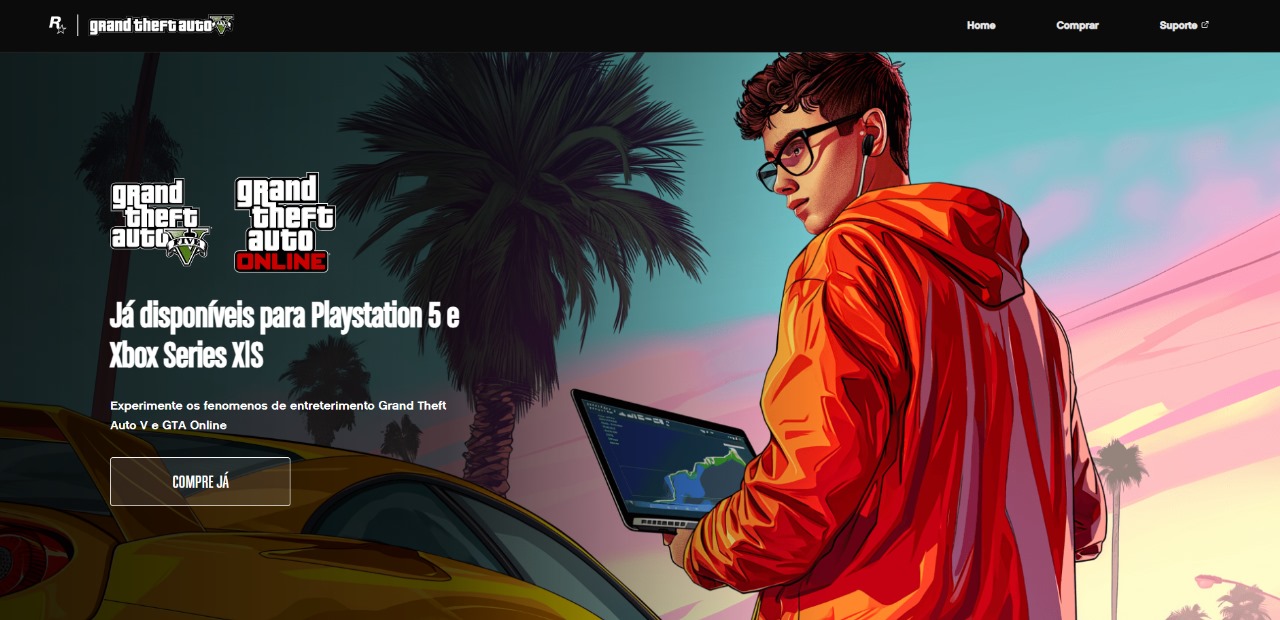 R
grand theft auto V
Home
Comprar
Suporte
grand
theft
auto
FIVE
grand
theft
auto
ONLINE
Já disponíveis para Playstation 5 e
Xbox Series X|S
Experimente os fenomenos de entreterimento Grand Theft
Auto V e GTA Online
COMPRE JÁ